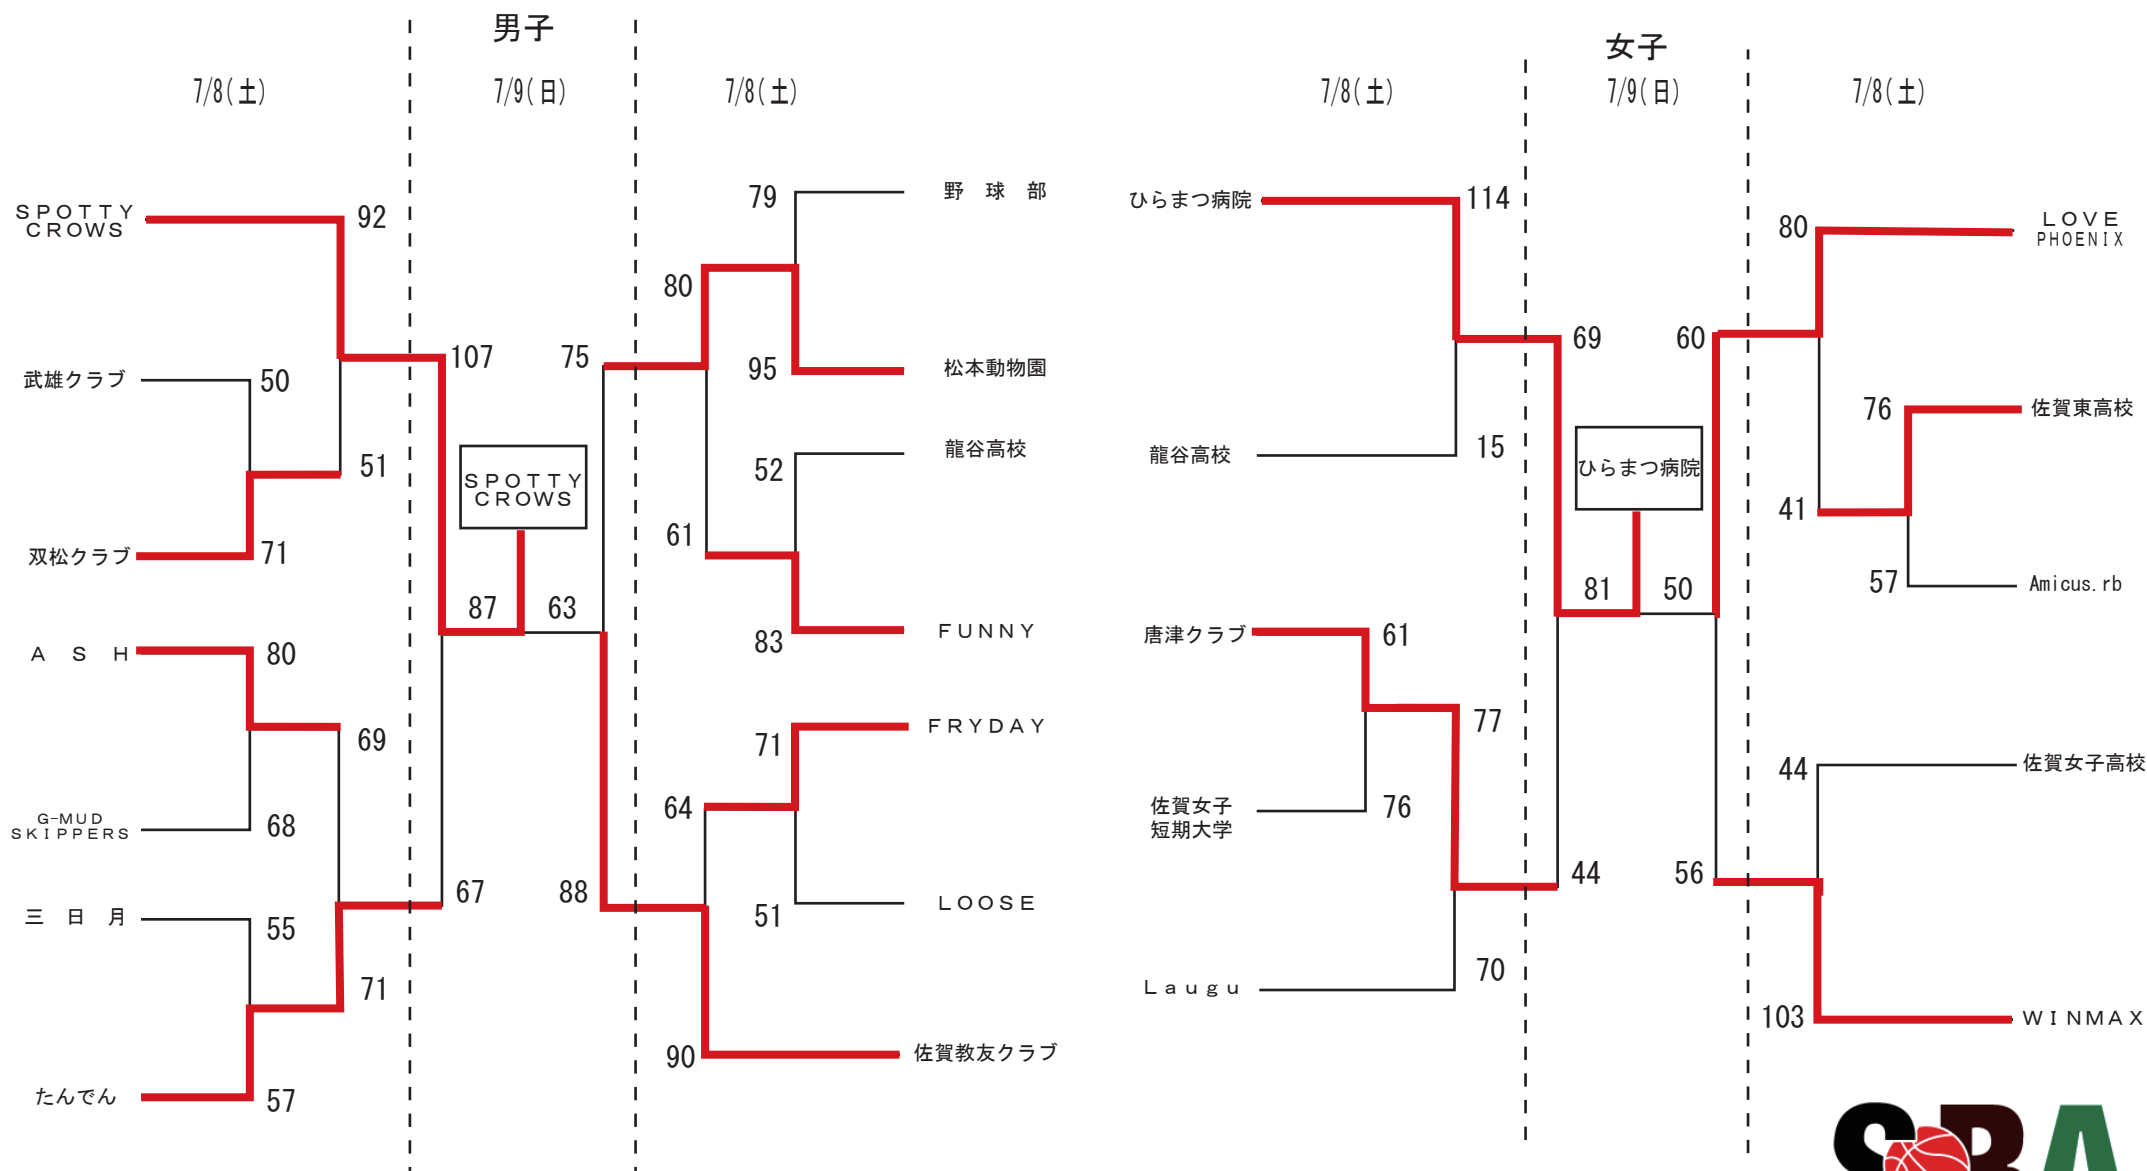 男子
7/8(土)
7/9(日)
7/8(土)
ＳＰＯＴＴＹ
ＣＲＯＷＳ
92
武雄クラブ
50
51
双松クラブ
71
107
Ａ　Ｓ　Ｈ
80
69
G-MUD
ＳＫＩＰＰＥＲＳ
68
67
三　日　月
55
71
たんでん
57
ＳＰＯＴＴＹ
ＣＲＯＷＳ
87
63
75
88
79
野　球　部
80
95
松本動物園
52
龍谷高校
61
83
ＦＵＮＮＹ
71
ＦＲＹＤＡＹ
64
51
ＬＯＯＳＥ
90
佐賀教友クラブ
女子
7/8(土)
7/9(日)
7/8(土)
ひらまつ病院
114
69
龍谷高校
15
唐津クラブ
61
77
佐賀女子
短期大学
76
44
Ｌａｕｇｕ
70
ひらまつ病院
81
50
60
56
80
ＬＯＶＥ
ＰＨＯＥＮＩＸ
76
佐賀東高校
41
57
Amicus.rb
44
佐賀女子高校
103
ＷＩＮＭＡＸ
SBA